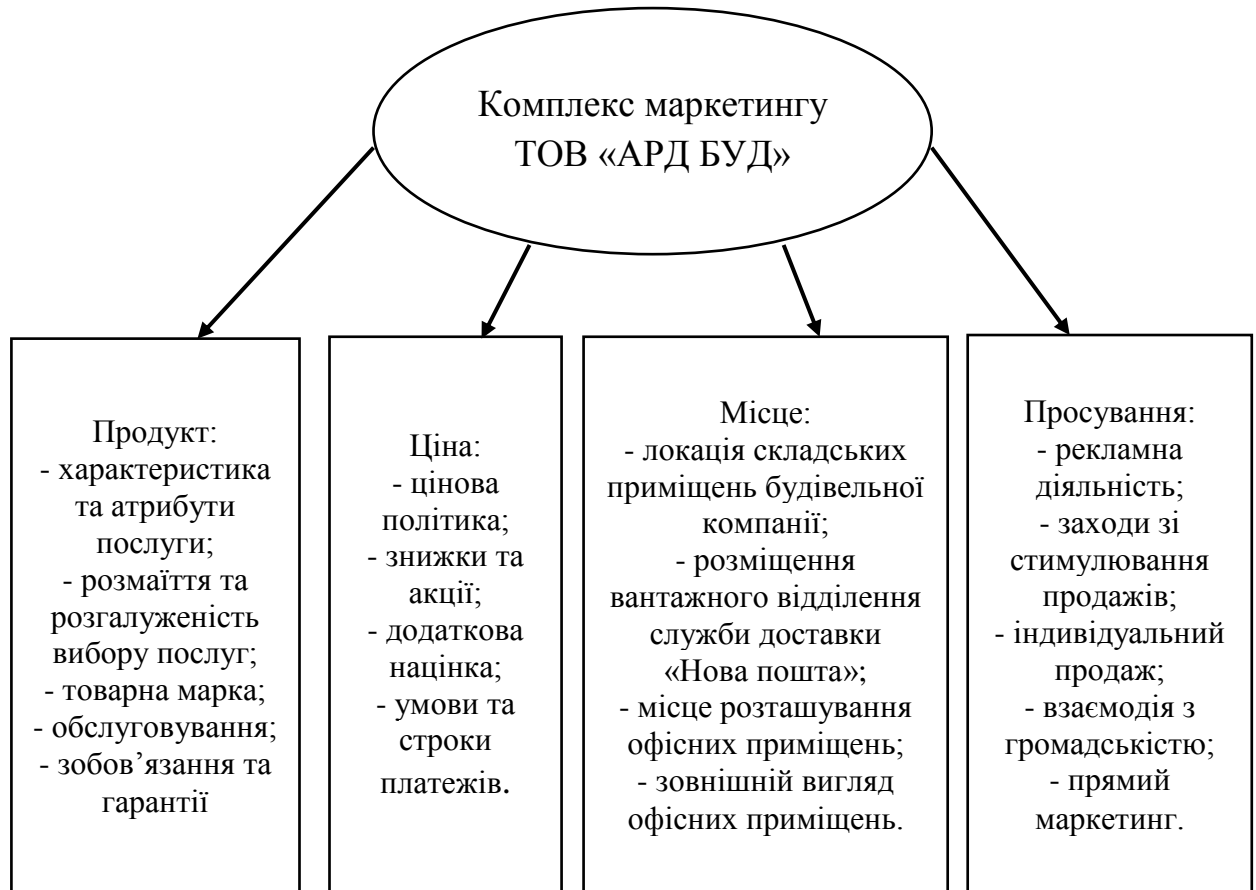 Комплекс маркетингу
ТОВ «АРД БУД»
Продукт:
- характеристика
та атрибути
послуги;
- розмаїття та
розгалуженість
вибору послуг;
- товарна марка;
- обслуговування;
- зобов’язання та
гарантії
Ціна:
- цінова
політика;
- знижки та
акції;
- додаткова
націнка;
- умови та
строки
платежів.
Місце:
- локація складських
приміщень будівельної
компанії;
- розміщення
вантажного відділення
служби доставки
«Нова пошта»;
- місце розташування
офісних приміщень;
- зовнішній вигляд
офісних приміщень.
Просування:
- рекламна
діяльність;
- заходи зі
стимулювання
продажів;
- індивідуальний
продаж;
- взаємодія з
громадськістю;
- прямий
маркетинг.